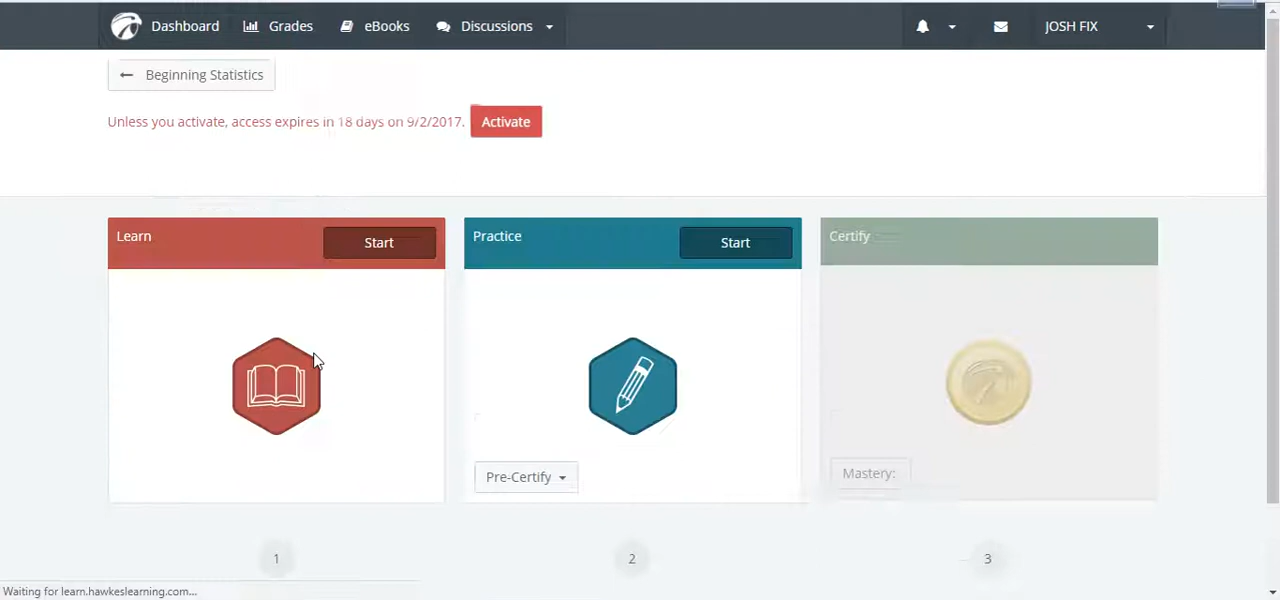 Dashboard Grades eBooks Discussions JOSH FIX
Beginning Statistics
Unless you activate, access expires in 18 days on 9/2/2017. Activate
Learn Start Practice Start Certify
Pre-Certify Mastery:
1 2 3
Waiting for learn.hawkeslearning.com...